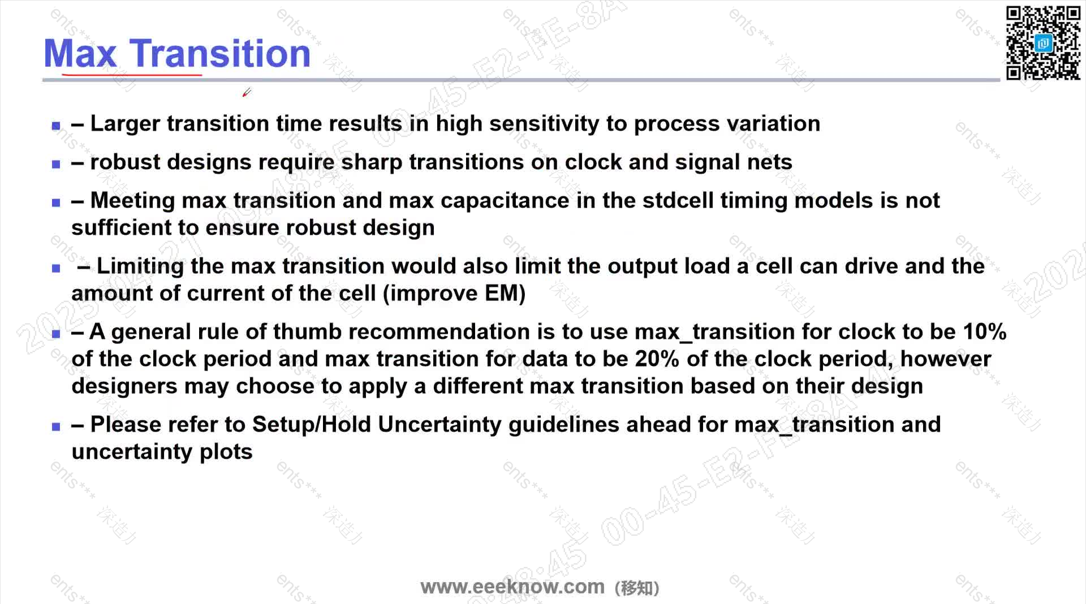 Max Transition
– Larger transition time results in high sensitivity to process variation
– robust designs require sharp transitions on clock and signal nets
– Meeting max transition and max capacitance in the stdcell timing models is not
sufficient to ensure robust design
– Limiting the max transition would also limit the output load a cell can drive and the
amount of current of the cell (improve EM)
– A general rule of thumb recommendation is to use max_transition for clock to be 10%
of the clock period and max transition for data to be 20% of the clock period, however
designers may choose to apply a different max transition based on their design
– Please refer to Setup/Hold Uncertainty guidelines ahead for max_transition and
uncertainty plots
www.eeeknow.com（移知）